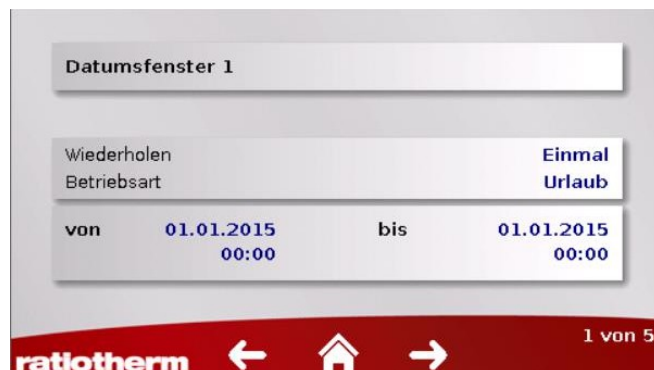 Datumsfenster 1
Wiederholen Einmal
Betriebsart Urlaub
von 01.01.2015 bis 01.01.2015
00:00 00:00
1 von 5
ratiotherm